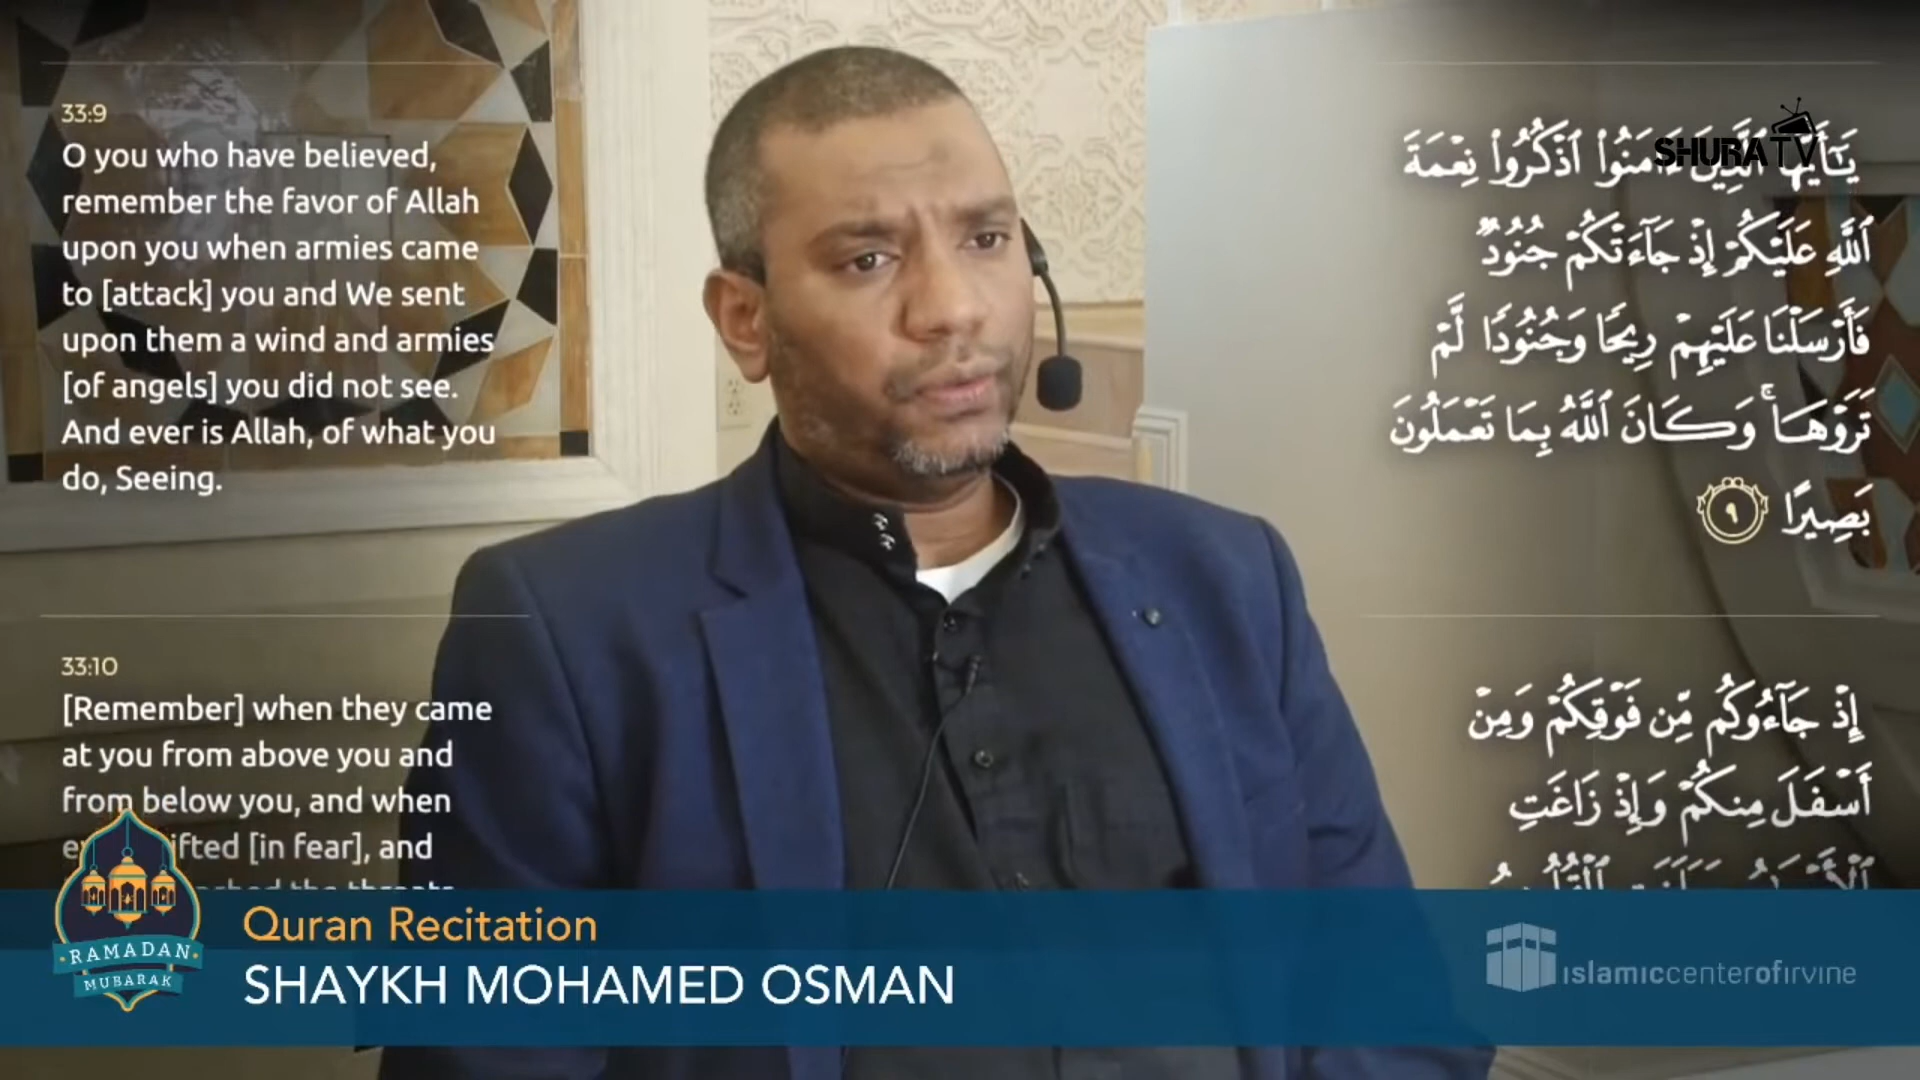 33:9
O you who have believed,
remember the favor of Allah
upon you when armies came
to [attack] you and We sent
upon them a wind and armies
[of angels] you did not see.
And ever is Allah, of what you
do, Seeing.
SHURA TV
يَـٰٓأَيُّهَا ٱلَّذِينَ ءَامَنُوا۟ ٱذْكُرُوا۟ نِعْمَةَ
ٱللَّهِ عَلَيْكُمْ إِذْ جَآءَتْكُمْ جُنُودٌۭ
فَأَرْسَلْنَا عَلَيْهِمْ رِيحًۭا وَجُنُودًۭا لَّمْ
تَرَوْهَا ۚ وَكَانَ ٱللَّهُ بِمَا تَعْمَلُونَ
بَصِيرًا ٩
33:10
[Remember] when they came
at you from above you and
from below you, and when
[in fear], and
إِذْ جَآءُوكُم مِّن فَوْقِكُمْ وَمِنْ
أَسْفَلَ مِنكُمْ وَإِذْ زَاغَتِ
RAMADAN
MUBARAK
Quran Recitation
SHAYKH MOHAMED OSMAN
islamiccenterofirvine